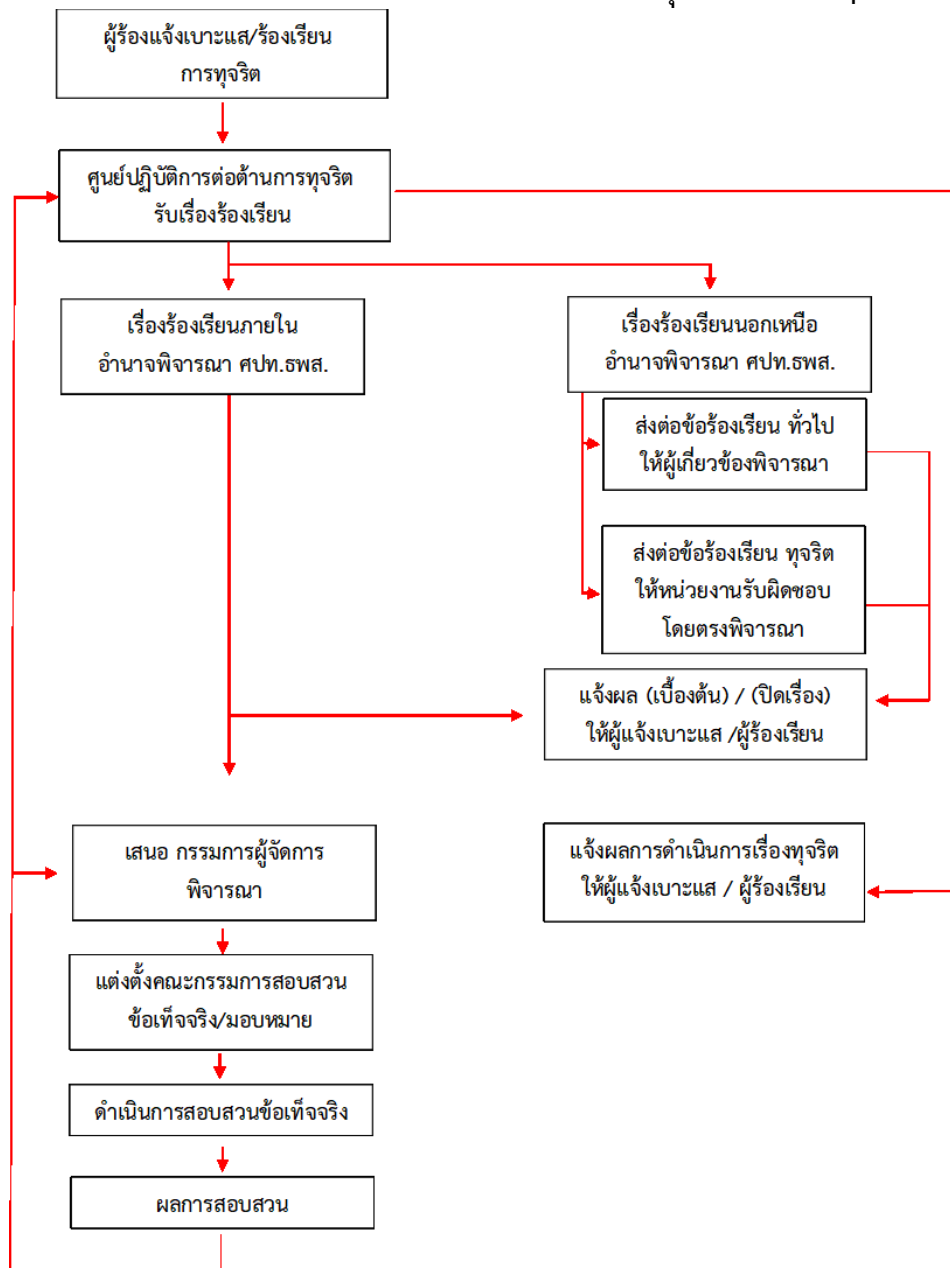 ผู้ร้องแจ้งเบาะแส/ร้องเรียน
การทุจริต
ศูนย์ปฏิบัติการต่อต้านการทุจริต
รับเรื่องร้องเรียน
เรื่องร้องเรียนภายใน
อำนาจพิจารณา ศปท.ธพส.
เรื่องร้องเรียนนอกเหนือ
อำนาจพิจารณา ศปท.ธพส.
ส่งต่อข้อร้องเรียน ทั่วไป
ให้ผู้เกี่ยวข้องพิจารณา
ส่งต่อข้อร้องเรียน ทุจริต
ให้หน่วยงานรับผิดชอบ
โดยตรงพิจารณา
แจ้งผล (เบื้องต้น) / (ปิดเรื่อง)
ให้ผู้แจ้งเบาะแส /ผู้ร้องเรียน
เสนอ กรรมการผู้จัดการ
พิจารณา
แจ้งผลการดำเนินการเรื่องทุจริต
ให้ผู้แจ้งเบาะแส / ผู้ร้องเรียน
แต่งตั้งคณะกรรมการสอบสวน
ข้อเท็จจริง/มอบหมาย
ดำเนินการสอบสวนข้อเท็จจริง
ผลการสอบสวน